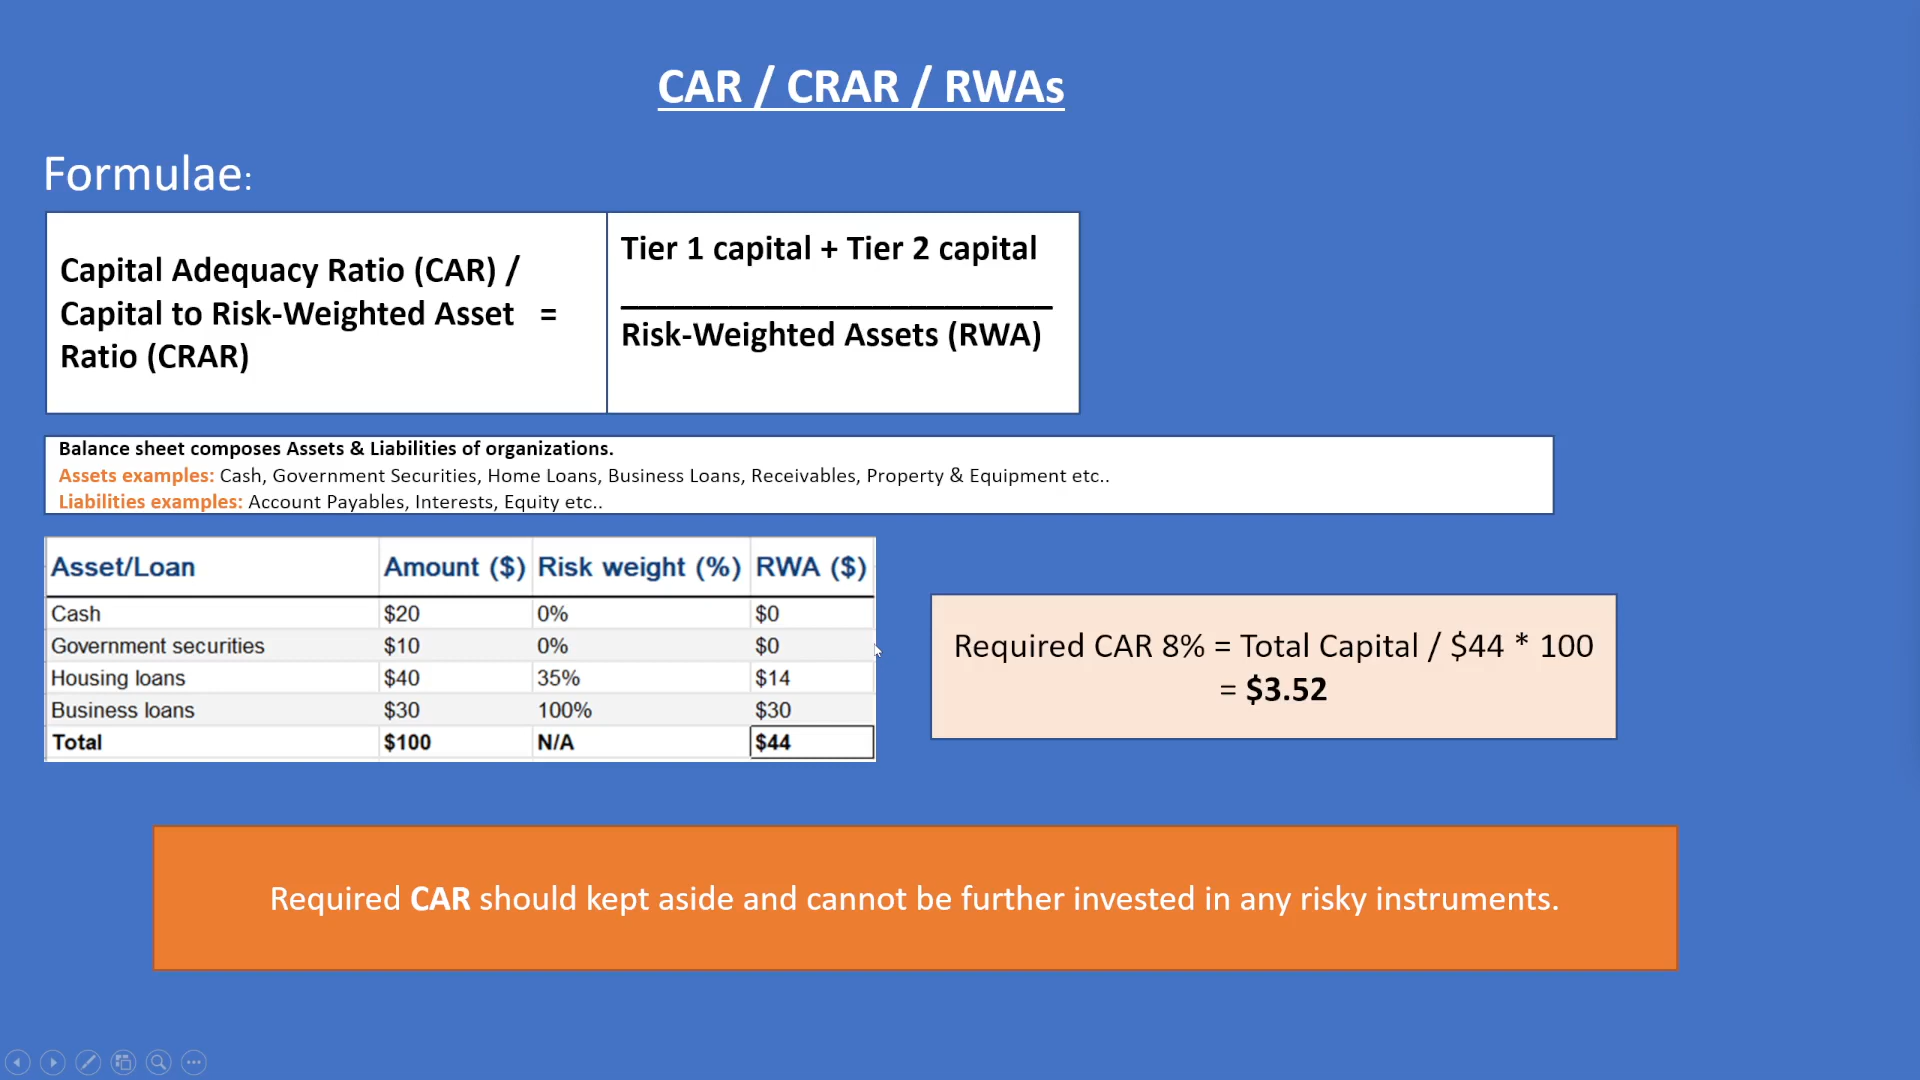 CAR / CRAR / RWAs
Formulae:
Capital Adequacy Ratio (CAR) /
Capital to Risk-Weighted Asset =
Ratio (CRAR)
Tier 1 capital + Tier 2 capital
Risk-Weighted Assets (RWA)
Balance sheet composes Assets & Liabilities of organizations.
Assets examples: Cash, Government Securities, Home Loans, Business Loans, Receivables, Property & Equipment etc..
Liabilities examples: Account Payables, Interests, Equity etc..
Asset/Loan Amount ($) Risk weight (%) RWA ($)
Cash $20 0% $0
Government securities $10 0% $0
Housing loans $40 35% $14
Business loans $30 100% $30
Total $100 N/A $44
Required CAR 8% = Total Capital / $44 * 100
= $3.52
Required CAR should kept aside and cannot be further invested in any risky instruments.